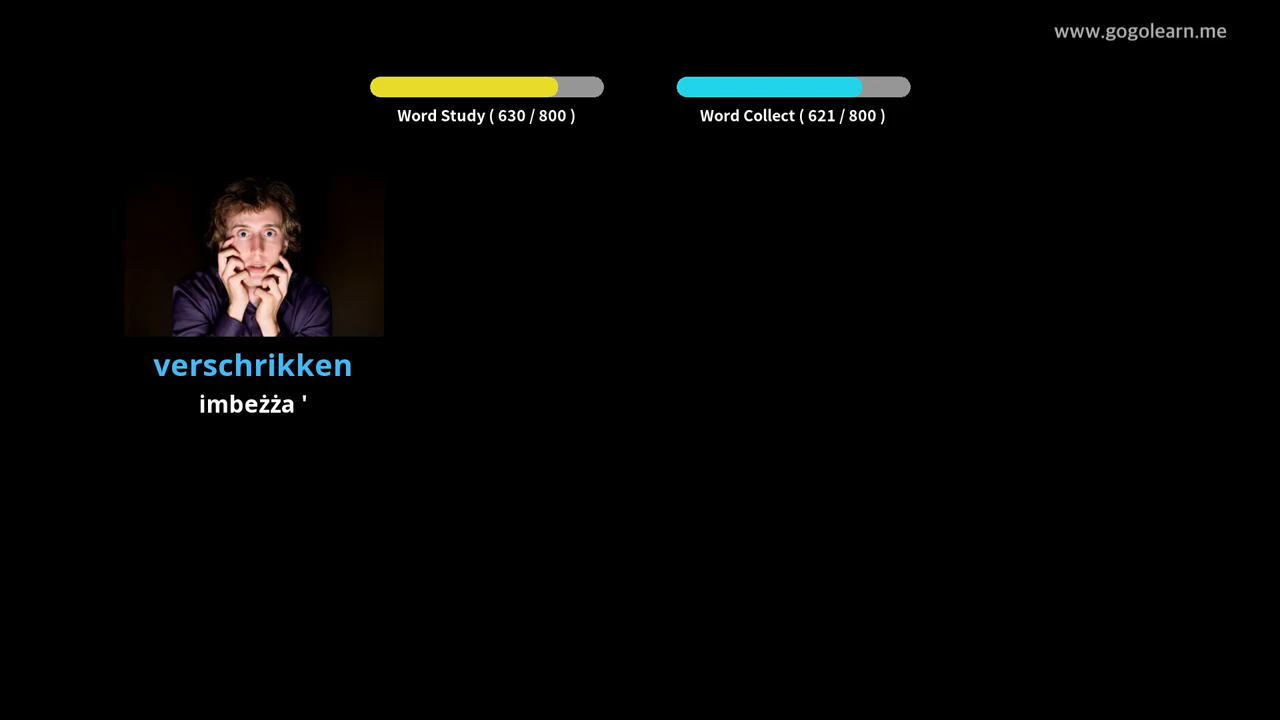 www.gogolearn.me
Word Study ( 630 / 800 )
Word Collect ( 621 / 800 )
verschrikken
imbeżża '